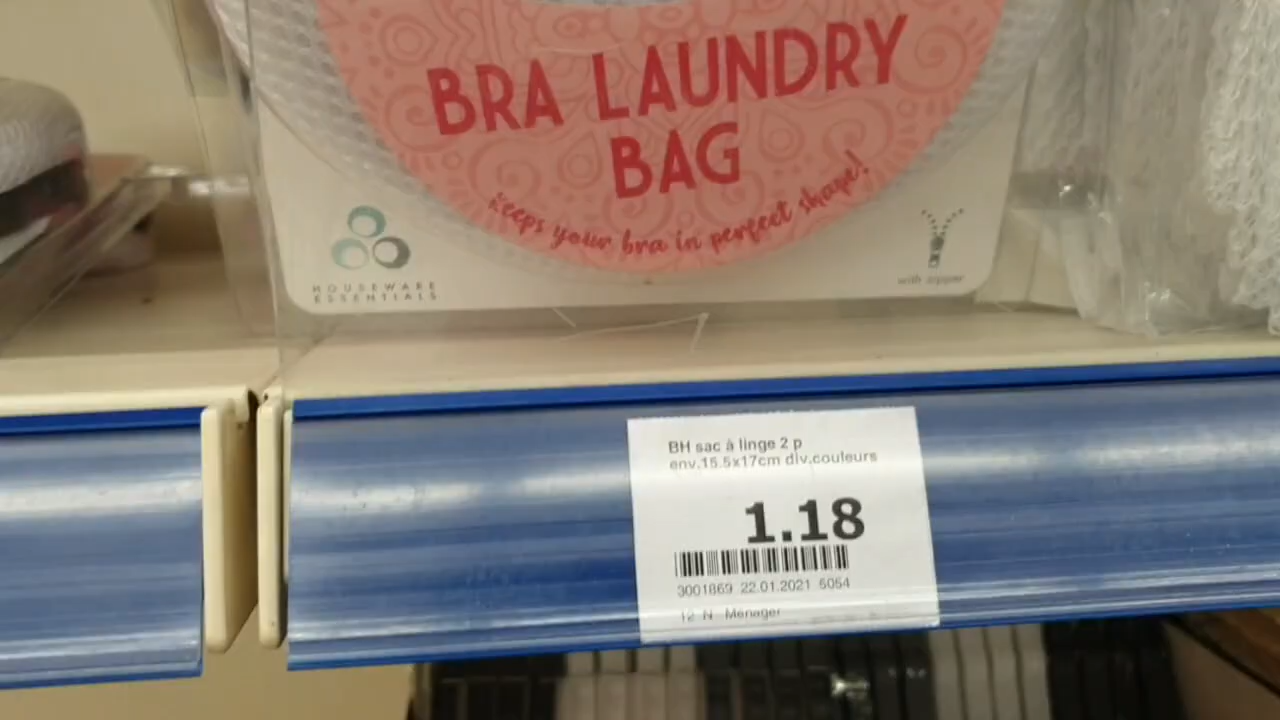 BRA LAUNDRY
BAG
Keeps your bra in perfect shape!
HOUSEWARE
ESSENTIALS
with zipper
BH sac à linge 2 p
env.15.5x17cm div.couleurs
1.18
3001869 22.01.2021 6054
12 N Ménager